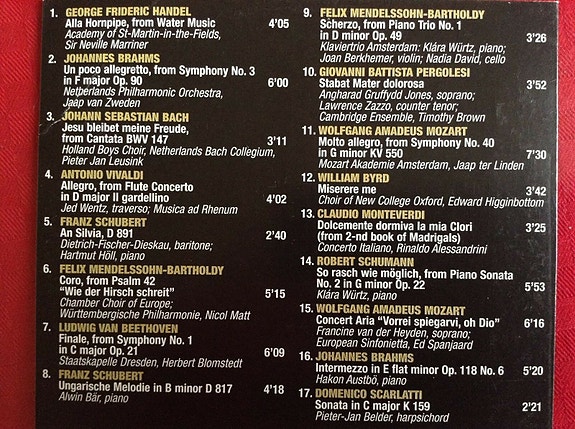 1. GEORGE FRIDERIC HANDEL
Alla Hornpipe, from Water Music 4'05
Academy of St-Martin-in-the-Fields,
Sir Neville Marriner
2. JOHANNES BRAHMS
Un poco allegretto, from Symphony No. 3
in F major Op. 90 6'00
Netherlands Philharmonic Orchestra,
Jaap van Zweden
3. JOHANN SEBASTIAN BACH
Jesu bleibet meine Freude,
from Cantata BWV 147 3'11
Holland Boys Choir, Netherlands Bach Collegium,
Pieter Jan Leusink
4 ANTONIO VIVALDI
Allegro, from Flute Concerto
in D major Il gardellino 4'02
Jed Wentz, traverso; Musica ad Rhenum
5. FRANZ SCHUBERT
An Silvia, D 891 2'40
Dietrich-Fischer-Dieskau, baritone;
Hartmut Höll, piano
6. FELIX MENDELSSOHN-BARTHOLDY
Coro, from Psalm 42
"Wie der Hirsch schreit" 5'15
Chamber Choir of Europe;
Württembergische Philharmonie, Nicol Matt
7. LUDWIG VAN BEETHOVEN
Finale, from Symphony No. 1
in C major Op. 21 6'09
Staatskapelle Dresden, Herbert Blomstedt
8. FRANZ SCHUBERT
Ungarische Melodie in B minor D 817 4'18
Alwin Bär, piano
9. FELIX MENDELSSOHN-BARTHOLDY
Scherzo, from Piano Trio No. 1
in D minor Op. 49 3'26
Klaviertrio Amsterdam: Klára Würtz, piano;
Joan Berkhemer, violin; Nadia David, cello
10. GIOVANNI BATTISTA PERGOLESI
Stabat Mater dolorosa 3'52
Angharad Gruffydd Jones, soprano;
Lawrence Zazzo, counter tenor;
Cambridge Ensemble, Timothy Brown
11. WOLFGANG AMADEUS MOZART
Molto allegro, from Symphony No. 40
in G minor KV 550 7'30
Mozart Akademie Amsterdam, Jaap ter Linden
12. WILLIAM BYRD
Miserere me 3'42
Choir of New College Oxford, Edward Higginbottom
13. CLAUDIO MONTEVERDI
Dolcemente dormiva la mia Clori 3'25
(from 2-nd book of Madrigals)
Concerto Italiano, Rinaldo Alessandrini
14. ROBERT SCHUMANN
So rasch wie möglich, from Piano Sonata
No. 2 in G minor Op. 22 5'53
Klára Würtz, piano
15. WOLFGANG AMADEUS MOZART
Concert Aria "Vorrei spiegarvi, oh Dio" 6'16
Francine van der Heyden, soprano;
European Sinfonietta, Ed Spanjaard
16. JOHANNES BRAHMS
Intermezzo in E flat minor Op. 118 No. 6 5'20
Hakon Austbö, piano
17. DOMENICO SCARLATTI
Sonata in C major K 159 2'21
Pieter-Jan Belder, harpsichord